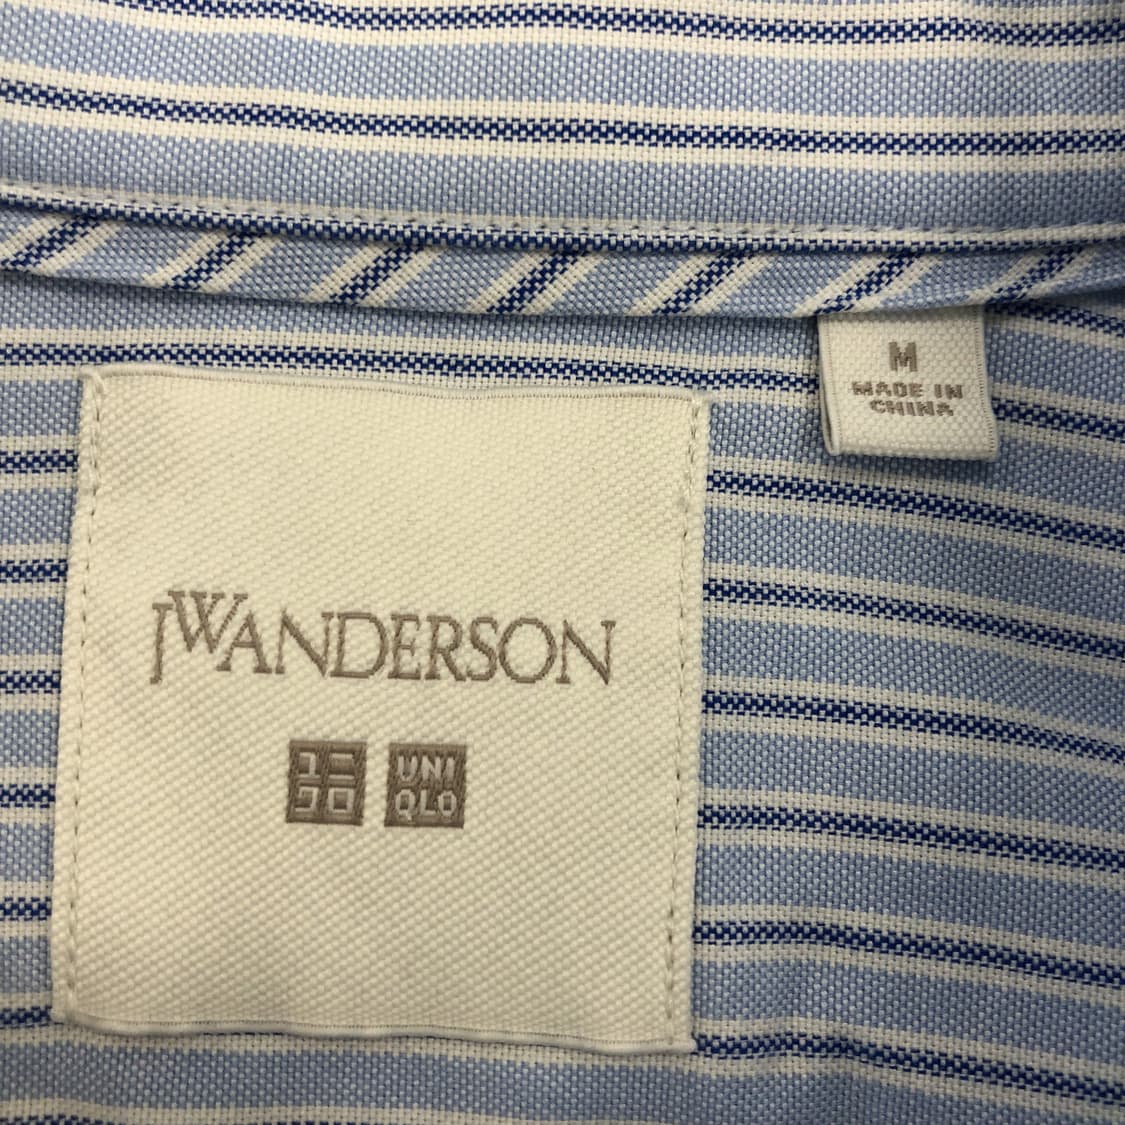 M
MADE IN
CHINA
JWANDERSON
ユニ
クロ
UNI
QLO